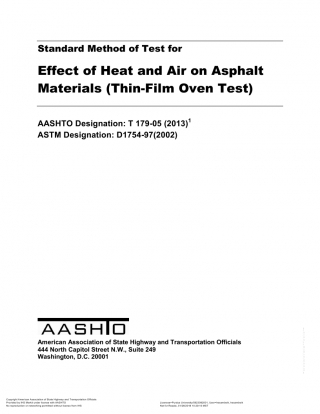 Standard Method of Test for
Effect of Heat and Air on Asphalt
Materials (Thin-Film Oven Test)
AASHTO Designation: T 179-05 (2013)1
ASTM Designation: D1754-97(2002)
AASHTO
American Association of State Highway and Transportation Officials
444 North Capitol Street N.W., Suite 249
Washington, D.C. 20001